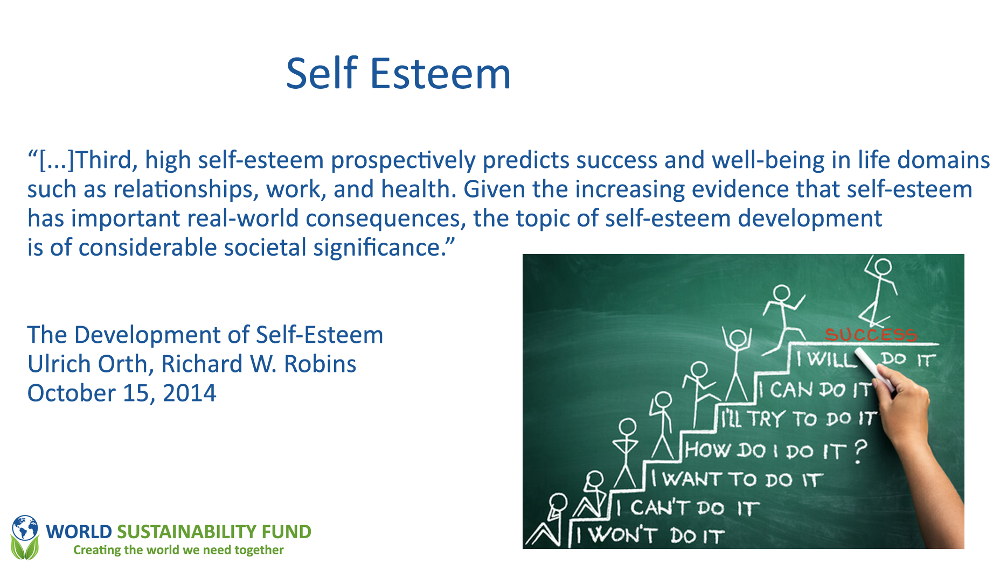 Self Esteem
“[...]Third, high self-esteem prospectively predicts success and well-being in life domains
such as relationships, work, and health. Given the increasing evidence that self-esteem
has important real-world consequences, the topic of self-esteem development
is of considerable societal significance.”
The Development of Self-Esteem
Ulrich Orth, Richard W. Robins
October 15, 2014
SUCCESS
I WILL DO IT
I CAN DO IT
I'LL TRY TO DO IT
HOW DO I DO IT?
I WANT TO DO IT
I CAN'T DO IT
I WON'T DO IT
WORLD SUSTAINABILITY FUND
Creating the world we need together